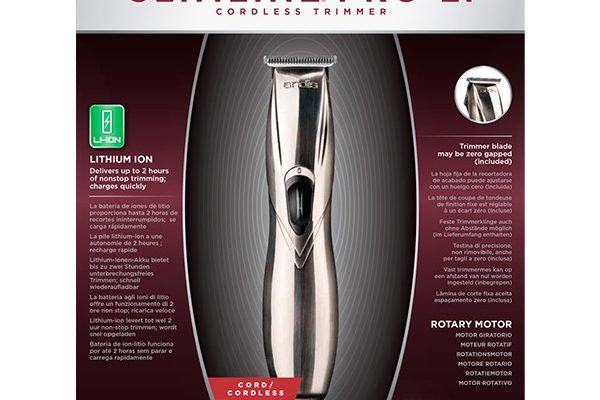 CORDLESS TRIMMER
andis
LI-ION
LITHIUM ION
Delivers up to 2 hours
of nonstop trimming;
charges quickly
La batería de iones de litio
proporciona hasta 2 horas de
recortes ininterrumpidos; se
carga rápidamente
La pile lithium-ion a une
autonomie de 2 heures ;
recharge rapide
Lithium-ionen-Akku bietet
bis zu zwei Stunden
unterbrechungsfreies
Trimmen; schnell
wiederaufladbar
La batteria agli ioni di litio
offre un funzionamento di 2
ore non stop; ricarica veloce
Lithium-ion levert tot wel 2
uur non-stop trimmen; wordt
snel opgeladen
Bateria de íon-lítio funciona
por até 2 horas sem parar e
carrega rapidamente
CORD/
CORDLESS
Trimmer blade
may be zero gapped
(included)
La hoja fija de la recortadora
de acabado puede ajustarse
con un huelgo cero (incluida)
La tête de coupe de tondeuse
de finition fixe est réglable
à un écart zéro (incluse)
Feste Trimmerklinge auch
ohne Abstände möglich
(im Lieferumfang enthalten)
Testina di precisione,
non rimovibile, anche
per tagli a zero (inclusa)
Vast trimmermes kan op
een afstand van nul worden
ingesteld (inbegrepen)
Lâmina de corte fixa aceita
espaçamento zero (incluso)
ROTARY MOTOR
MOTOR GIRATORIO
MOTEUR ROTATIF
ROTATIONSMOTOR
MOTORE ROTARIO
ROTATIEMOTOR
MOTOR ROTATIVO